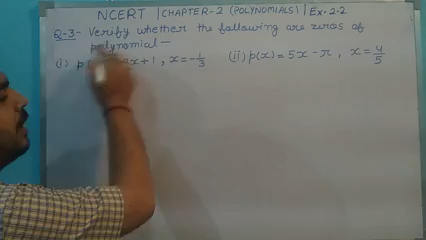 NCERT | CHAPTER-2 (POLYNOMIALS) | Ex-2.2
Q-3- Verify whether the following are zeros of
polynomial—
(i) x+1 , x=-1/3 (ii) p(x) = 5x - π , x = 4/5